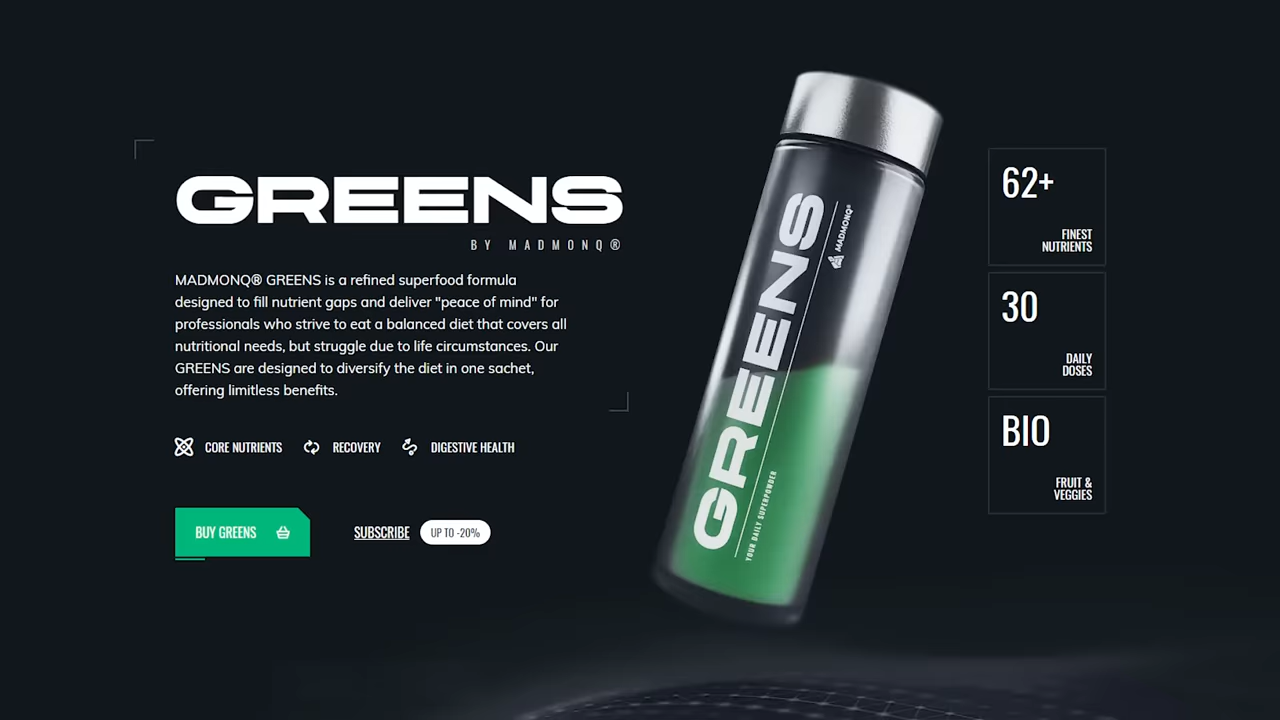 GREENS
BY MADMONQ®
MADMONQ® GREENS is a refined superfood formula
designed to fill nutrient gaps and deliver "peace of mind" for
professionals who strive to eat a balanced diet that covers all
nutritional needs, but struggle due to life circumstances. Our
GREENS are designed to diversify the diet in one sachet,
offering limitless benefits.
CORE NUTRIENTS
RECOVERY
DIGESTIVE HEALTH
BUY GREENS
SUBSCRIBE
UP TO -20%
GREENS
MADMONQ®
YOUR DAILY SUPERPOWDER
62+
FINEST
NUTRIENTS
30
DAILY
DOSES
BIO
FRUIT &
VEGGIES